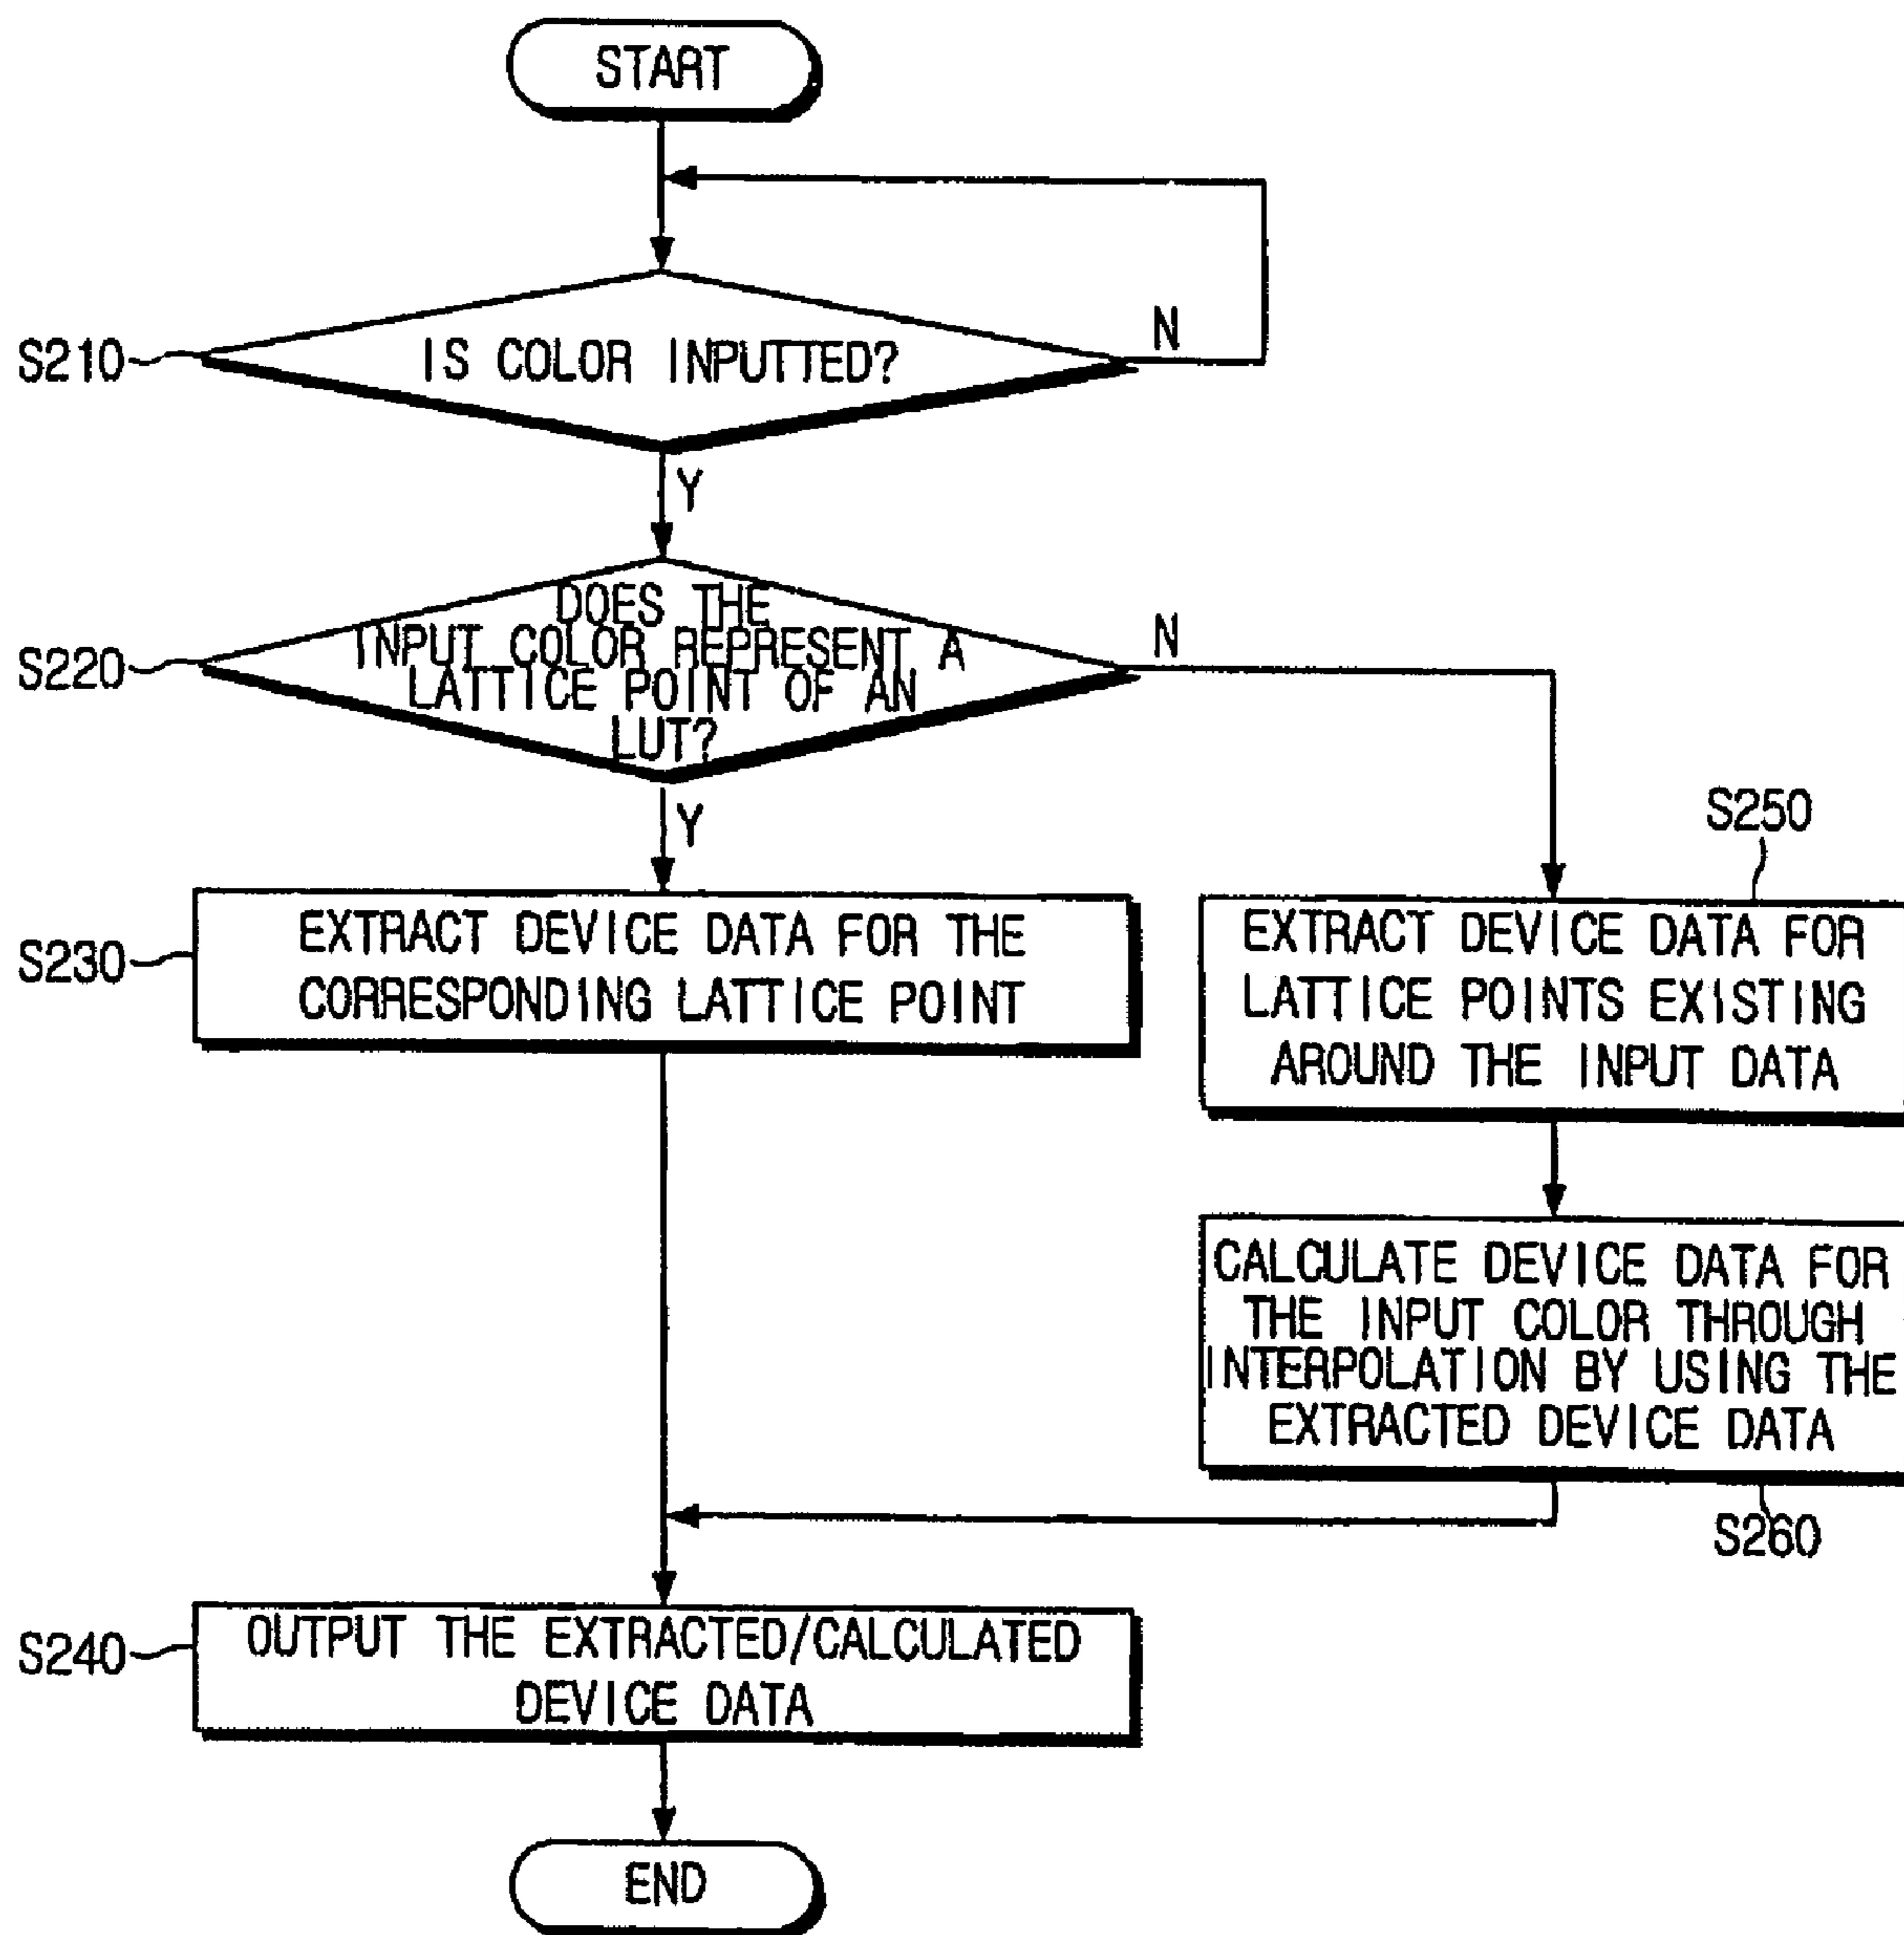 START
N
S210
IS COLOR INPUTTED?
Y
DOES THE
INPUT COLOR REPRESENT A
LATTICE POINT OF AN
LUT?
N
S220
Y
S250
EXTRACT DEVICE DATA FOR THE
CORRESPONDING LATTICE POINT
S230
EXTRACT DEVICE DATA FOR
LATTICE POINTS EXISTING
AROUND THE INPUT DATA
CALCULATE DEVICE DATA FOR
THE INPUT COLOR THROUGH
INTERPOLATION BY USING THE
EXTRACTED DEVICE DATA
S260
S240
OUTPUT THE EXTRACTED/CALCULATED
DEVICE DATA
END